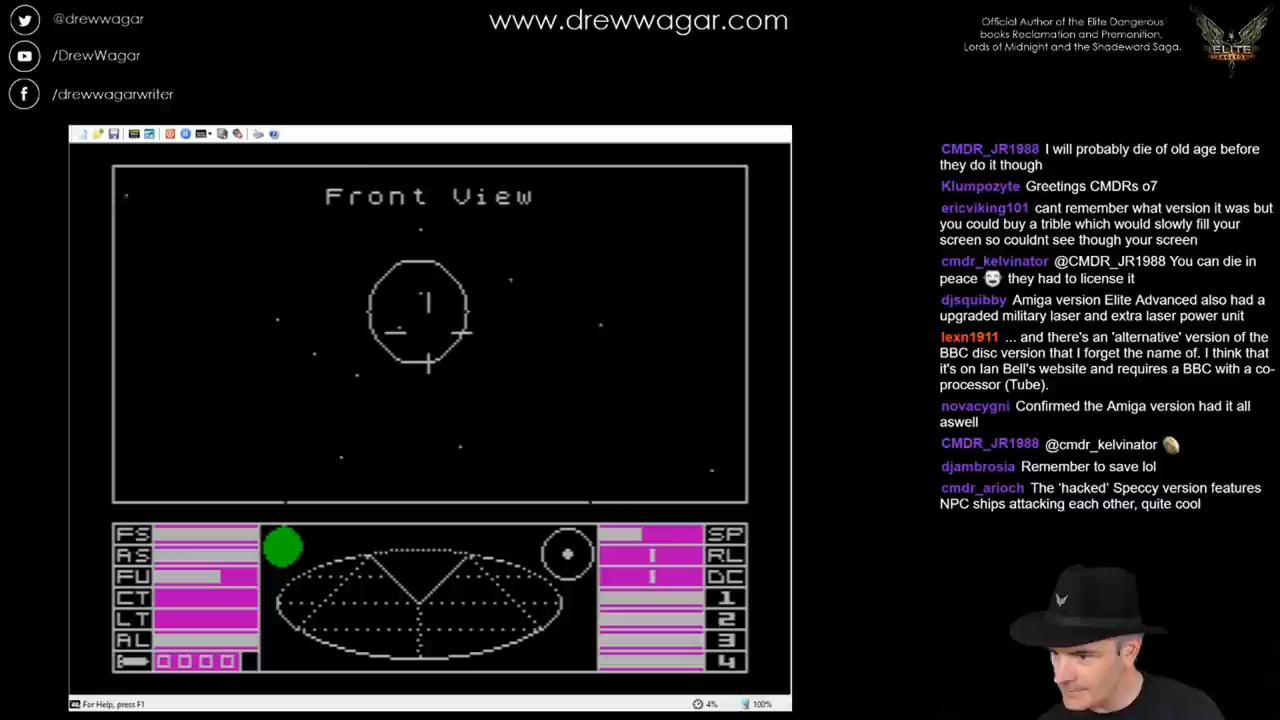 @drewwagar
/DrewWagar
/drewwagarwriter
www.drewwagar.com
Official Author of the Elite Dangerous
books Reclamation and Premonition,
Lords of Midnight and the Shadeward Saga.
ELITE
Front View
FS
AS
FU
CT
LT
AL
SP
RL
DC
1
2
3
4
For Help, press F1
4%
100%
CMDR_JR1988 I will probably die of old age before
they do it though
Klumpozyte Greetings CMDRs o7
ericviking101 cant remember what version it was but
you could buy a trible which would slowly fill your
screen so couldnt see though your screen
cmdr_kelvinator @CMDR_JR1988 You can die in
peace they had to license it
djsquibby Amiga version Elite Advanced also had a
upgraded military laser and extra laser power unit
lexn1911 ... and there's an 'alternative' version of the
BBC disc version that I forget the name of. I think that
it's on Ian Bell's website and requires a BBC with a co-
processor (Tube).
novacygni Confirmed the Amiga version had it all
aswell
CMDR_JR1988 @cmdr_kelvinator
djambrosia Remember to save lol
cmdr_arioch The 'hacked' Speccy version features
NPC ships attacking each other, quite cool